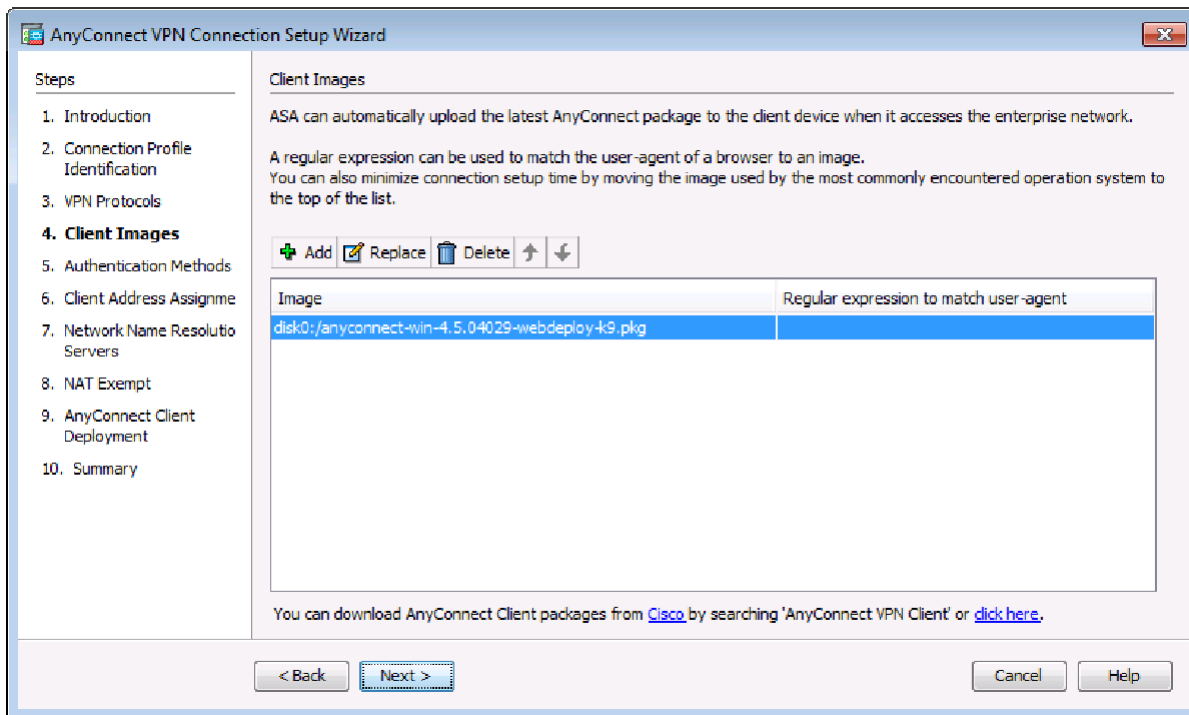 AnyConnect VPN Connection Setup Wizard
Steps
1. Introduction
2. Connection Profile
Identification
3. VPN Protocols
4. Client Images
5. Authentication Methods
6. Client Address Assignme
7. Network Name Resolutio
Servers
8. NAT Exempt
9. AnyConnect Client
Deployment
10. Summary
Client Images
ASA can automatically upload the latest AnyConnect package to the client device when it accesses the enterprise network.
A regular expression can be used to match the user-agent of a browser to an image.
You can also minimize connection setup time by moving the image used by the most commonly encountered operation system to
the top of the list.
Add Replace Delete
Image Regular expression to match user-agent
disk0:/anyconnect-win-4.5.04029-webdeploy-k9.pkg
You can download AnyConnect Client packages from Cisco by searching 'AnyConnect VPN Client' or click here.
< Back Next > Cancel Help